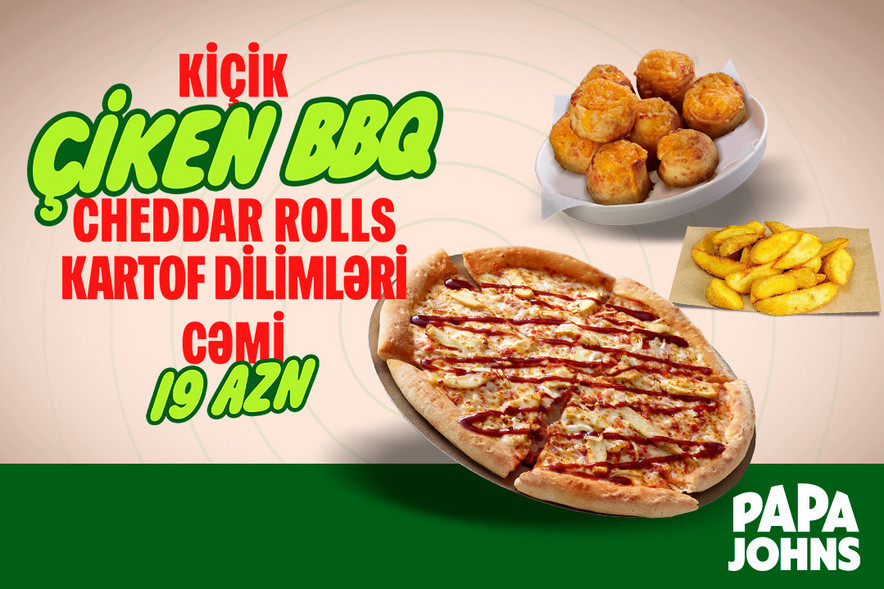 KİÇİK
ÇİKEN BBQ
CHEDDAR ROLLS
KARTOF DİLİMLƏRİ
CƏMİ
19 AZN
PAPA
JOHNS